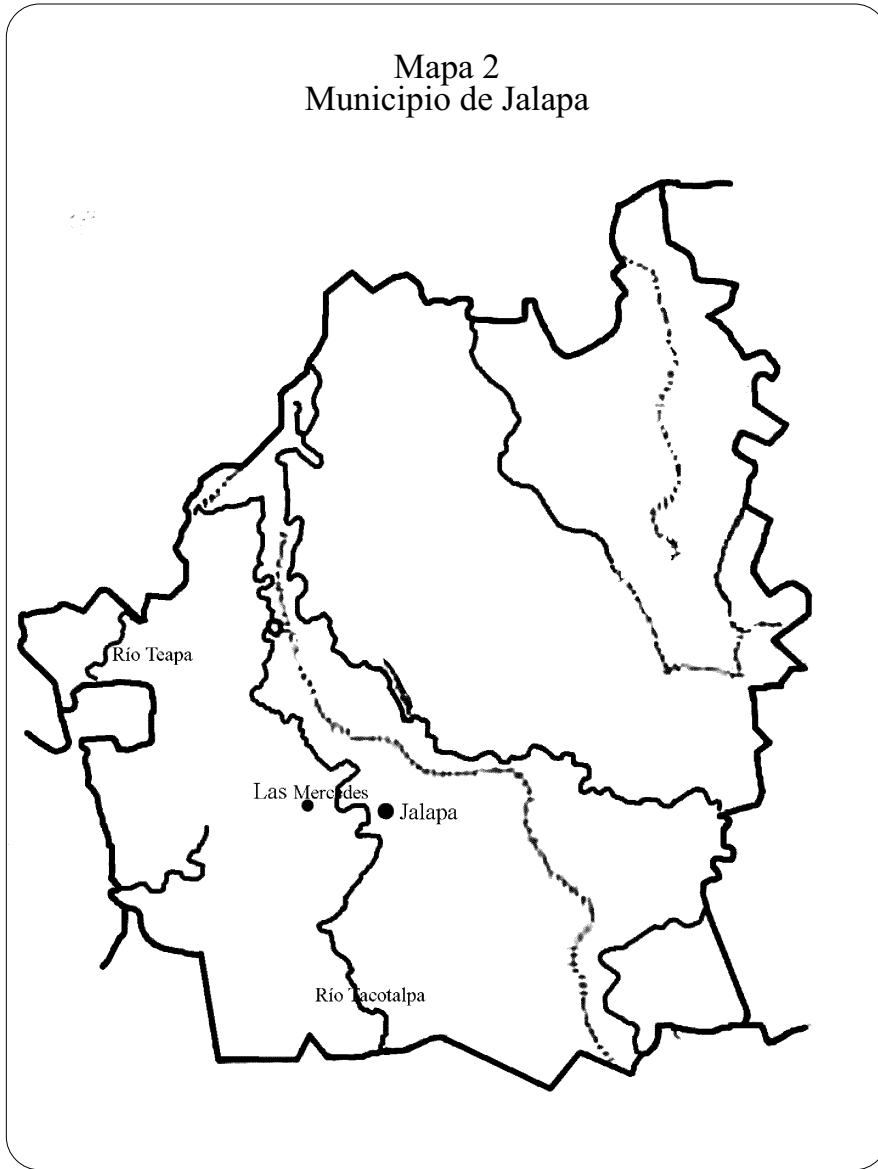 Mapa 2
Municipio de Jalapa
Río Teapa
Las Mercedes
Jalapa
Río Tacotalpa